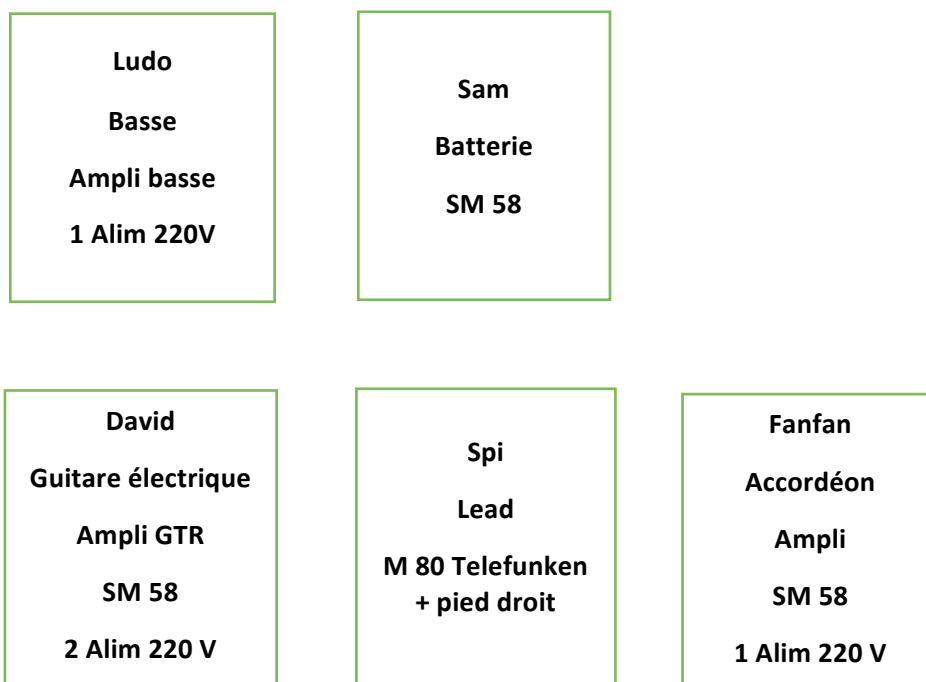 Ludo
Basse
Ampli basse
1 Alim 220V
Sam
Batterie
SM 58
David
Guitare électrique
Ampli GTR
SM 58
2 Alim 220 V
Spi
Lead
M 80 Telefunken
+ pied droit
Fanfan
Accordéon
Ampli
SM 58
1 Alim 220 V